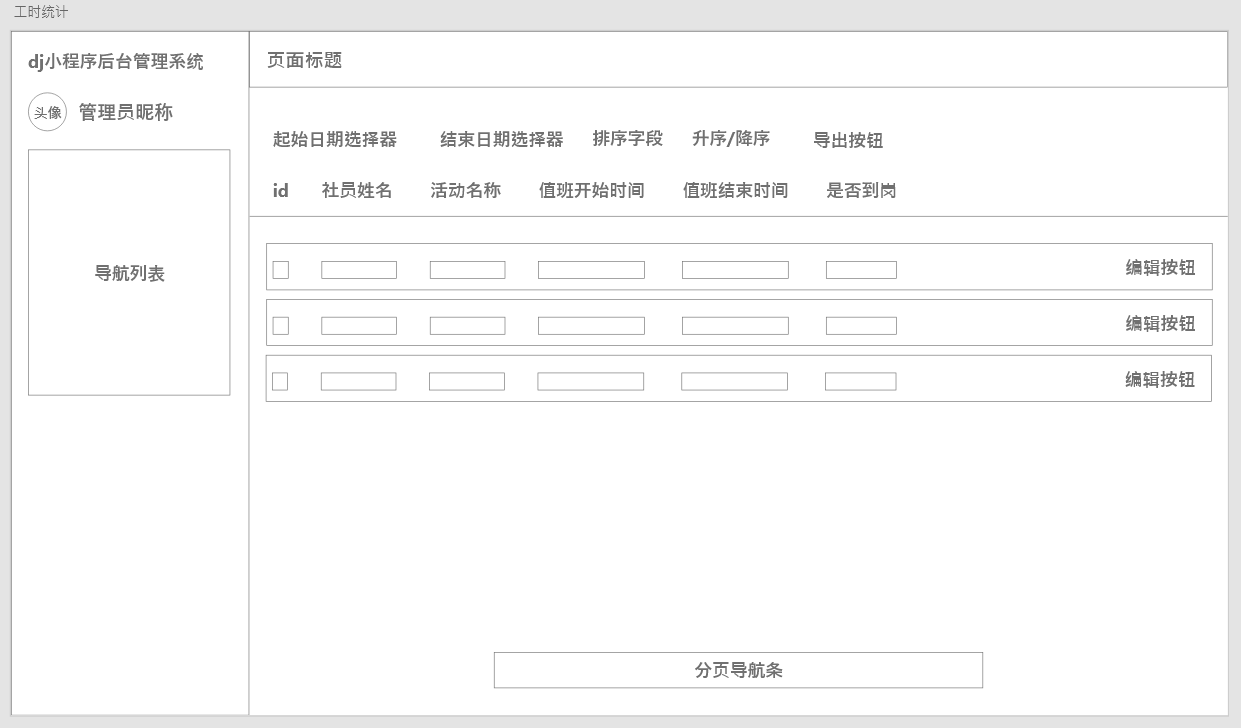 工时统计
dj小程序后台管理系统
头像 管理员昵称
导航列表
页面标题
起始日期选择器 结束日期选择器 排序字段 升序/降序 导出按钮
id 社员姓名 活动名称 值班开始时间 值班结束时间 是否到岗
编辑按钮
编辑按钮
编辑按钮
分页导航条